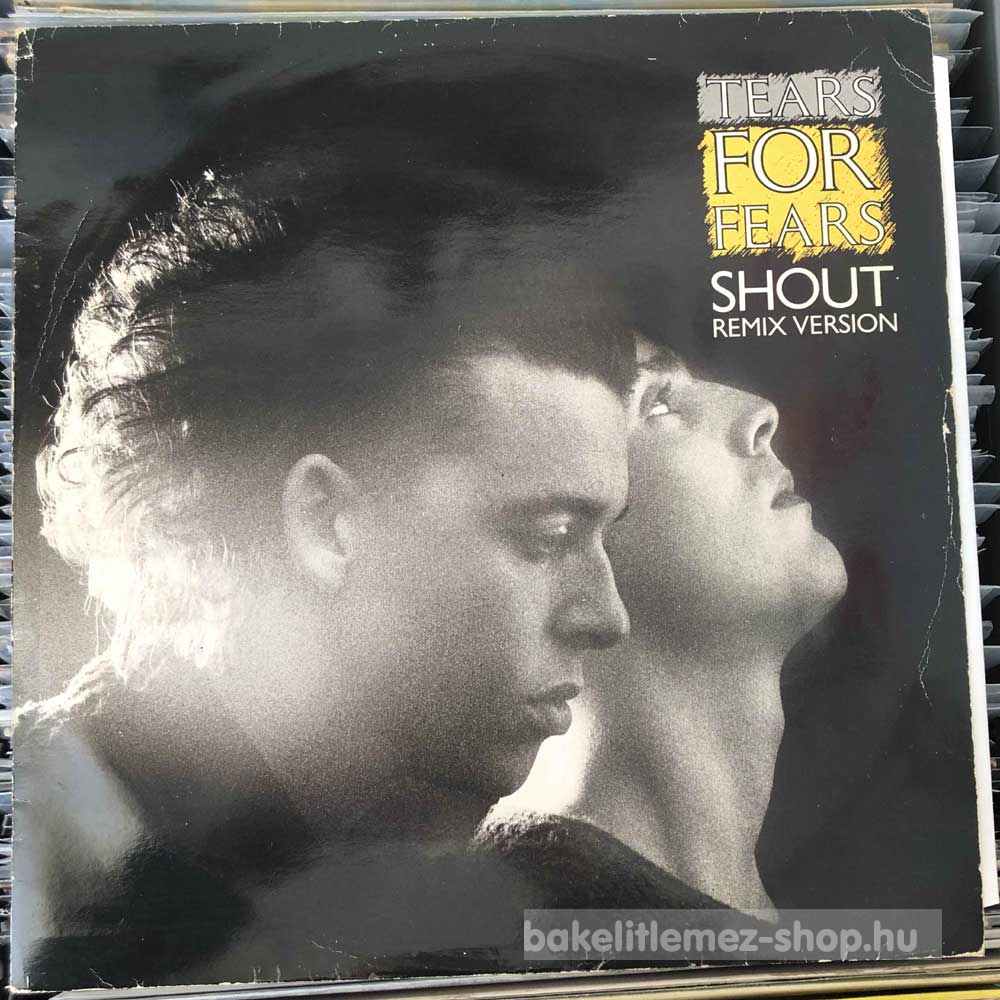 TEARS
FOR
FEARS
SHOUT
REMIX VERSION
bakelitlemez-shop.hu